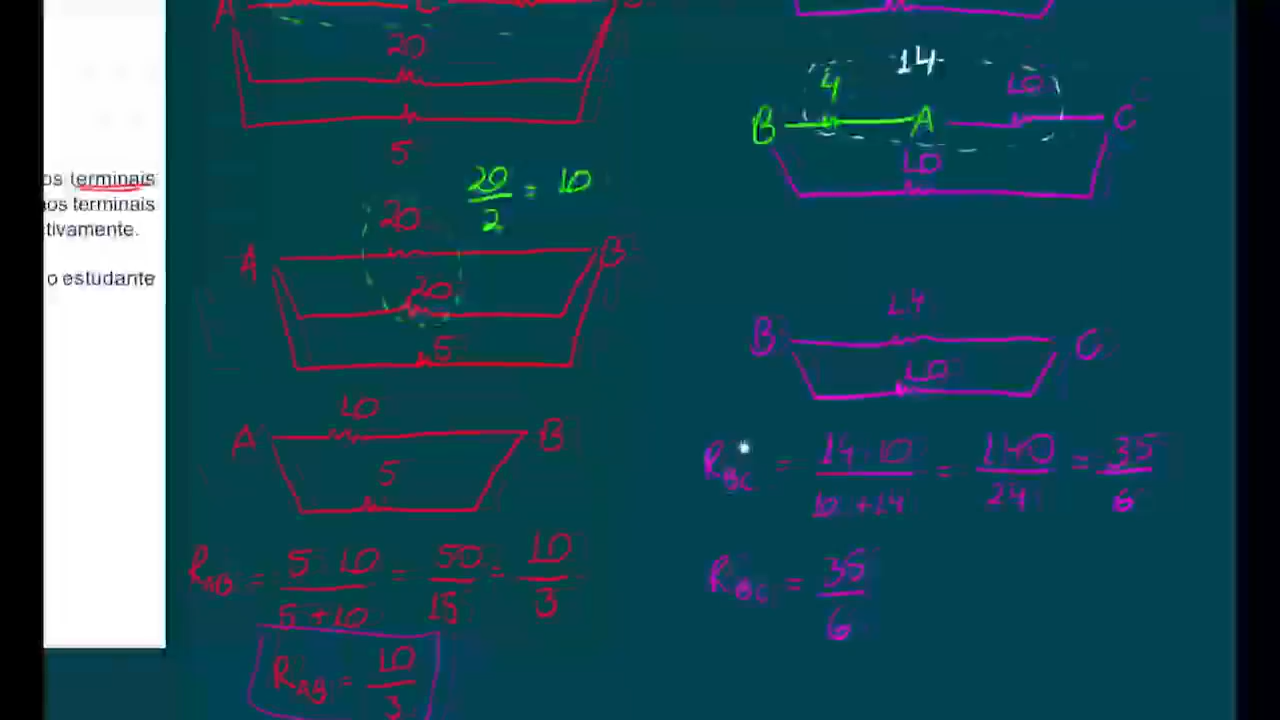 os terminais
aos terminais
tivamente.
o estudante
A
20
5
20/2 = 10
A 20 B
20
5
10
A B
5
R_AB = 5 10/5 + 10 = 50/15 = 10/3
R_AB = 10/3
14
4 10
B A C
10
14
B C
10
R_BC = 14 10/10 + 14 = 140/24 = 35/6
R_BC = 35/6